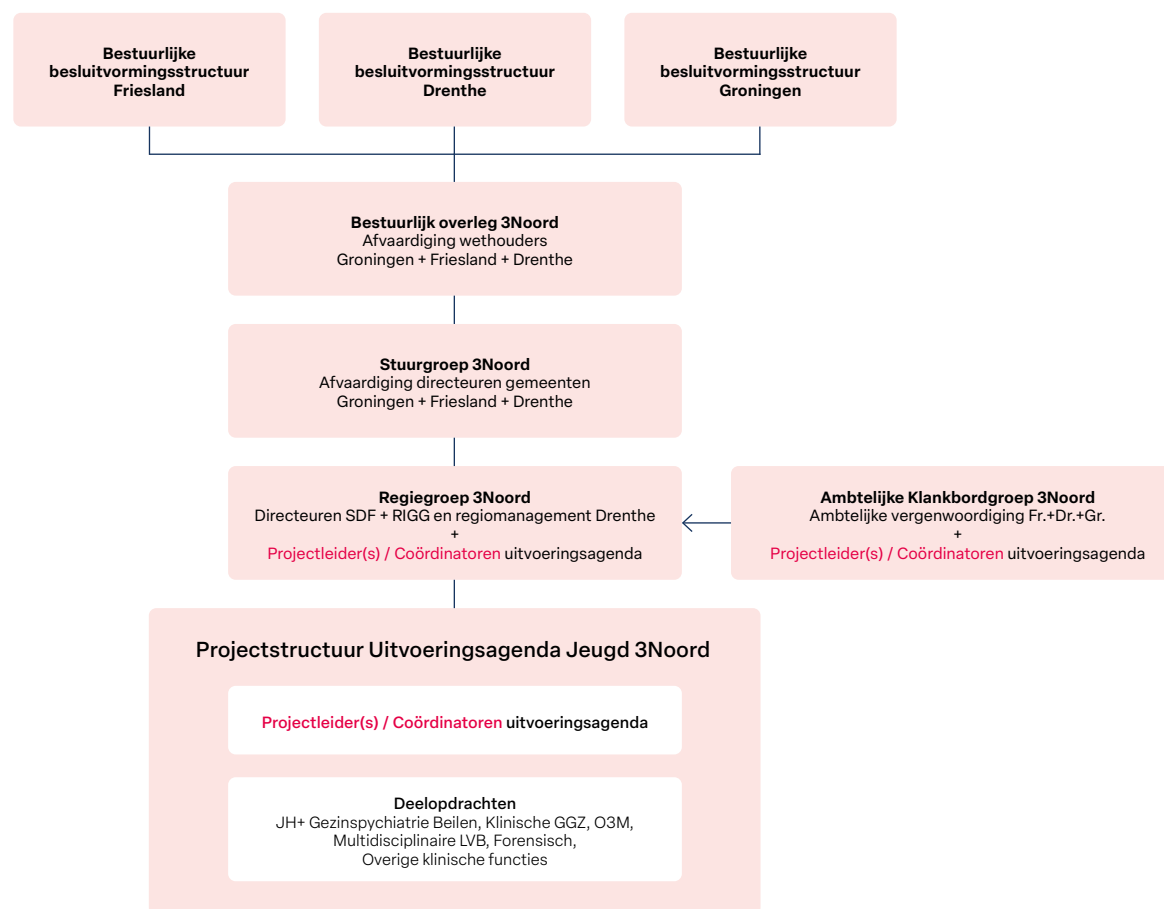 Bestuurlijke
besluitvormingsstructuur
Friesland
Bestuurlijke
besluitvormingsstructuur
Drenthe
Bestuurlijke
besluitvormingsstructuur
Groningen
Bestuurlijk overleg 3Noord
Afvaardiging wethouders
Groningen + Friesland + Drenthe
Stuurgroep 3Noord
Afvaardiging directeuren gemeenten
Groningen + Friesland + Drenthe
Regiegroep 3Noord
Directeuren SDF + RIGG en regiomanagement Drenthe
+
Projectleider(s) / Coördinatoren uitvoeringsagenda
Ambtelijke Klankbordgroep 3Noord
Ambtelijke vergenwoordiging Fr.+Dr.+Gr.
+
Projectleider(s) / Coördinatoren uitvoeringsagenda
Projectstructuur Uitvoeringsagenda Jeugd 3Noord
Projectleider(s) / Coördinatoren uitvoeringsagenda
Deelopdrachten
JH+ Gezinspsychiatrie Beilen, Klinische GGZ, O3M,
Multidisciplinaire LVB, Forensisch,
Overige klinische functies